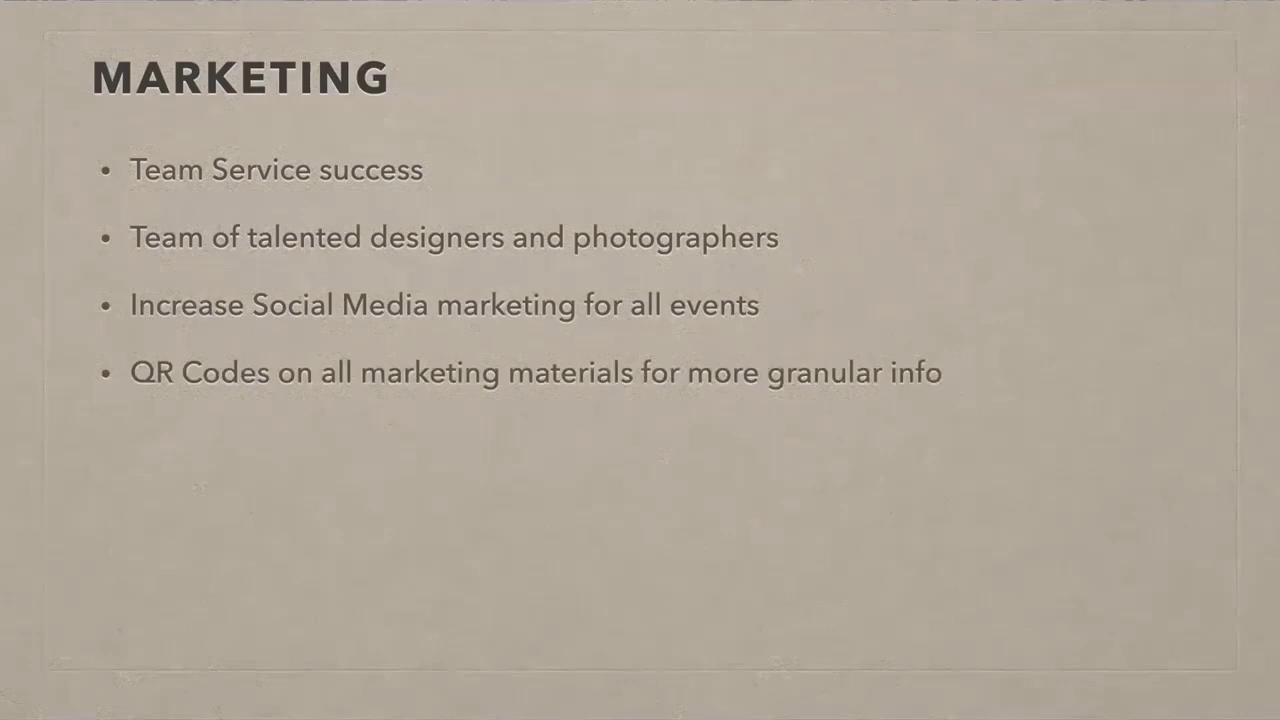 MARKETING
• Team Service success
• Team of talented designers and photographers
• Increase Social Media marketing for all events
• QR Codes on all marketing materials for more granular info